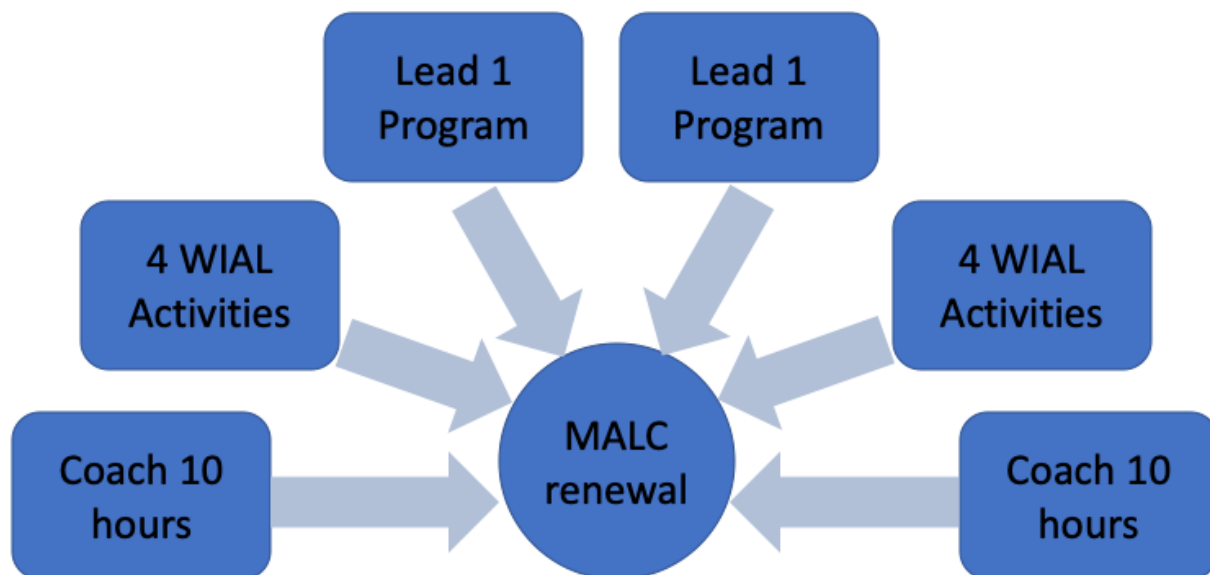 Lead 1
Program
Lead 1
Program
4 WIAL
Activities
4 WIAL
Activities
Coach 10
hours
MALC
renewal
Coach 10
hours